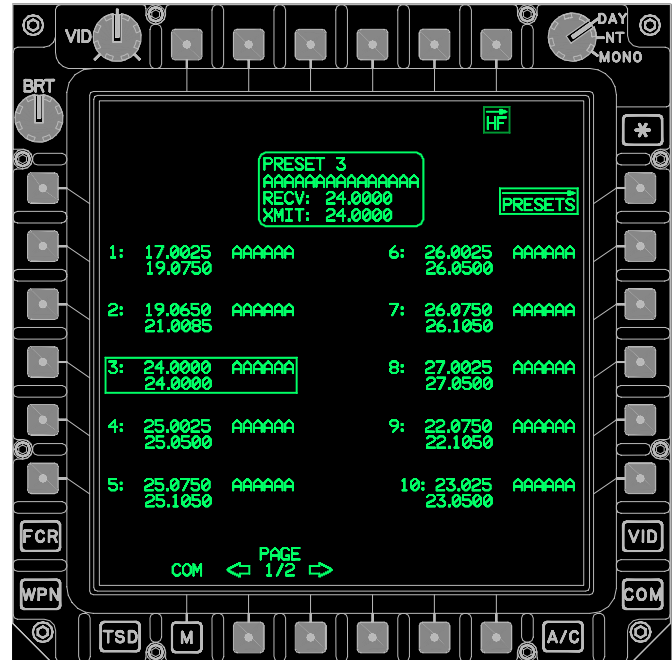 VID
DAY
NT
MONO
BRT
HF
*
PRESET 3
AAAAAAAAAAAAAAA
RECV: 24.0000
XMIT: 24.0000
PRESETS
1: 17.0025 AAAAAA
19.0750
2: 19.0650 AAAAAA
21.0085
3: 24.0000 AAAAAA
24.0000
4: 25.0025 AAAAAA
25.0500
5: 25.0750 AAAAAA
25.1050
6: 26.0025 AAAAAA
26.0500
7: 26.0750 AAAAAA
26.1050
8: 27.0025 AAAAAA
27.0500
9: 22.0750 AAAAAA
22.1050
10: 23.025 AAAAAA
23.0500
FCR
VID
PAGE
COM 1/2
WPN
COM
TSD
M
A/C